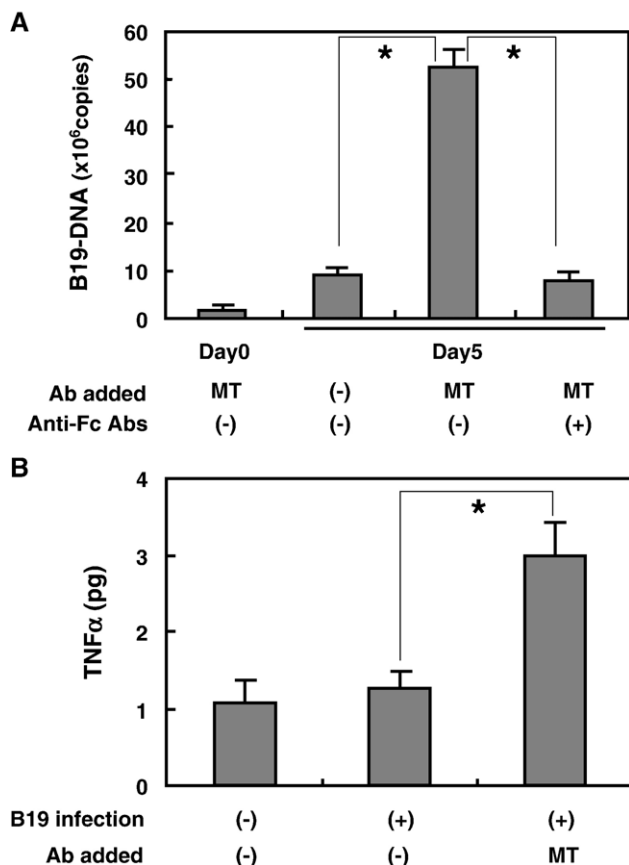 A
B19-DNA (x10⁶copies)
60
50
40
30
20
10
0
* *
Day0 Day5
Ab added MT (-) MT MT
Anti-Fc Abs (-) (-) (-) (+)
B
TNFα (pg)
4
3
2
1
0
*
B19 infection (-) (+) (+)
Ab added (-) (-) MT